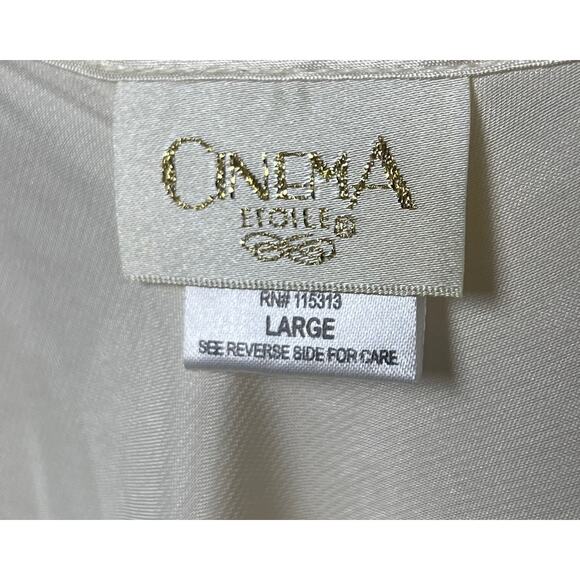 CINEMA
ETOILE ®
RN# 115313
LARGE
SEE REVERSE SIDE FOR CARE